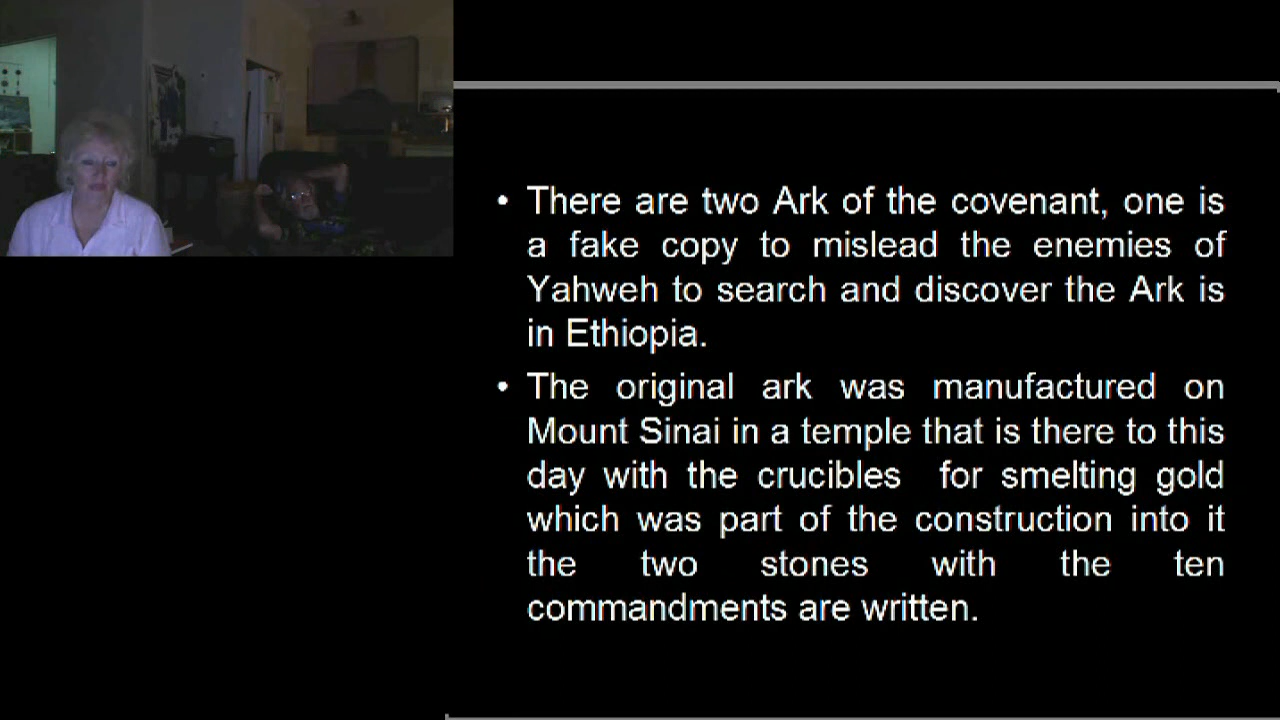 • There are two Ark of the covenant, one is
a fake copy to mislead the enemies of
Yahweh to search and discover the Ark is
in Ethiopia.
• The original ark was manufactured on
Mount Sinai in a temple that is there to this
day with the crucibles for smelting gold
which was part of the construction into it
the two stones with the ten
commandments are written.